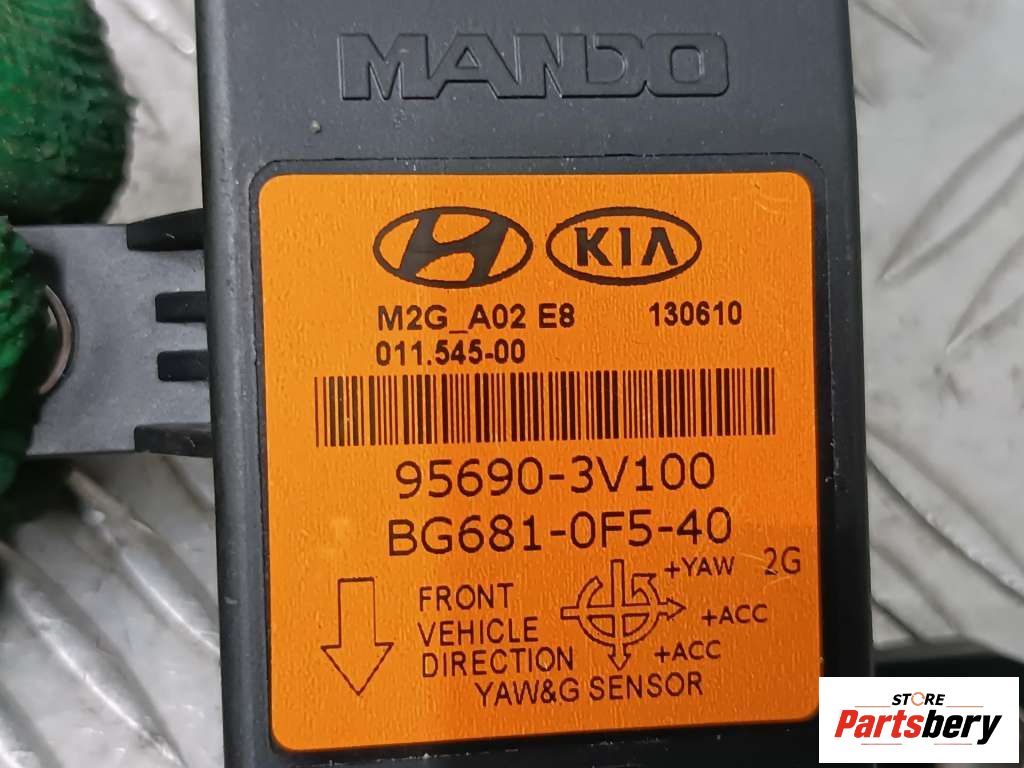 MANDO
KIA
M2G_A02 E8 130610
011.545-00
95690-3V100
BG681-0F5-40
+YAW 2G
FRONT
VEHICLE
DIRECTION
+ACC
+ACC
YAW&G SENSOR
STORE
Partsbery